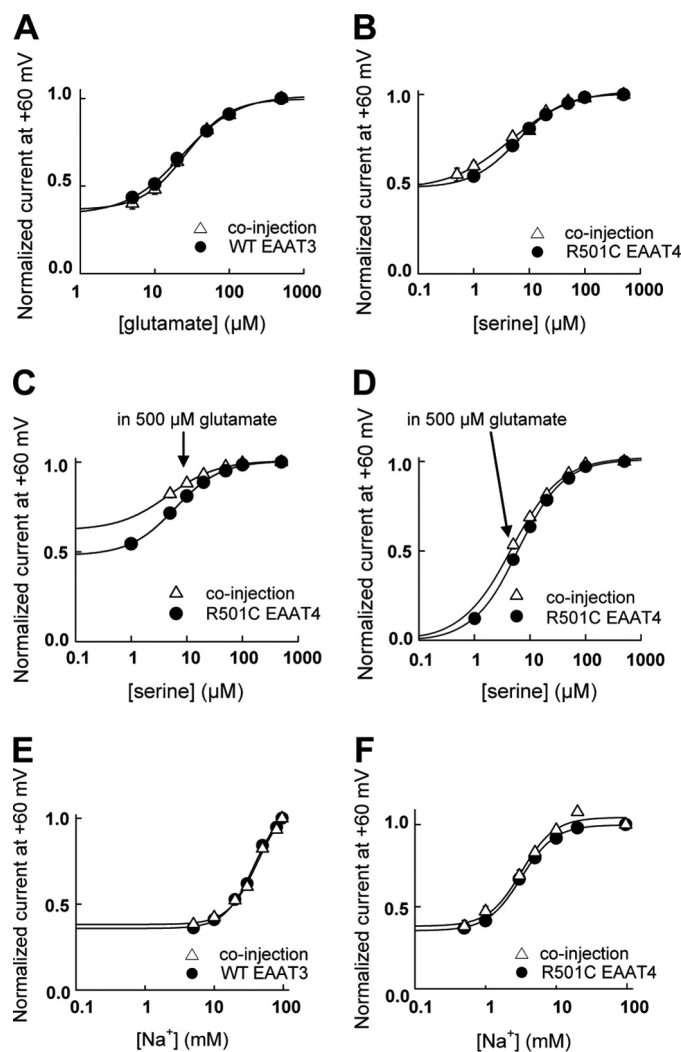 A
Normalized current at +60 mV
1.0
0.5
0.0
co-injection
WT EAAT3
1 10 100 1000
[glutamate] (µM)
B
Normalized current at +60 mV
1.0
0.5
0.0
co-injection
R501C EAAT4
0.1 1 10 100 1000
[serine] (µM)
C
Normalized current at +60 mV
in 500 µM glutamate
1.0
0.5
0.0
co-injection
R501C EAAT4
0.1 1 10 100 1000
[serine] (µM)
D
Normalized current at +60 mV
in 500 µM glutamate
1.0
0.5
0.0
co-injection
R501C EAAT4
0.1 1 10 100 1000
[serine] (µM)
E
Normalized current at +60 mV
1.0
0.5
0.0
co-injection
WT EAAT3
0.1 1 10 100
[Na⁺] (mM)
F
Normalized current at +60 mV
1.0
0.5
0.0
co-injection
R501C EAAT4
0.1 1 10 100
[Na⁺] (mM)